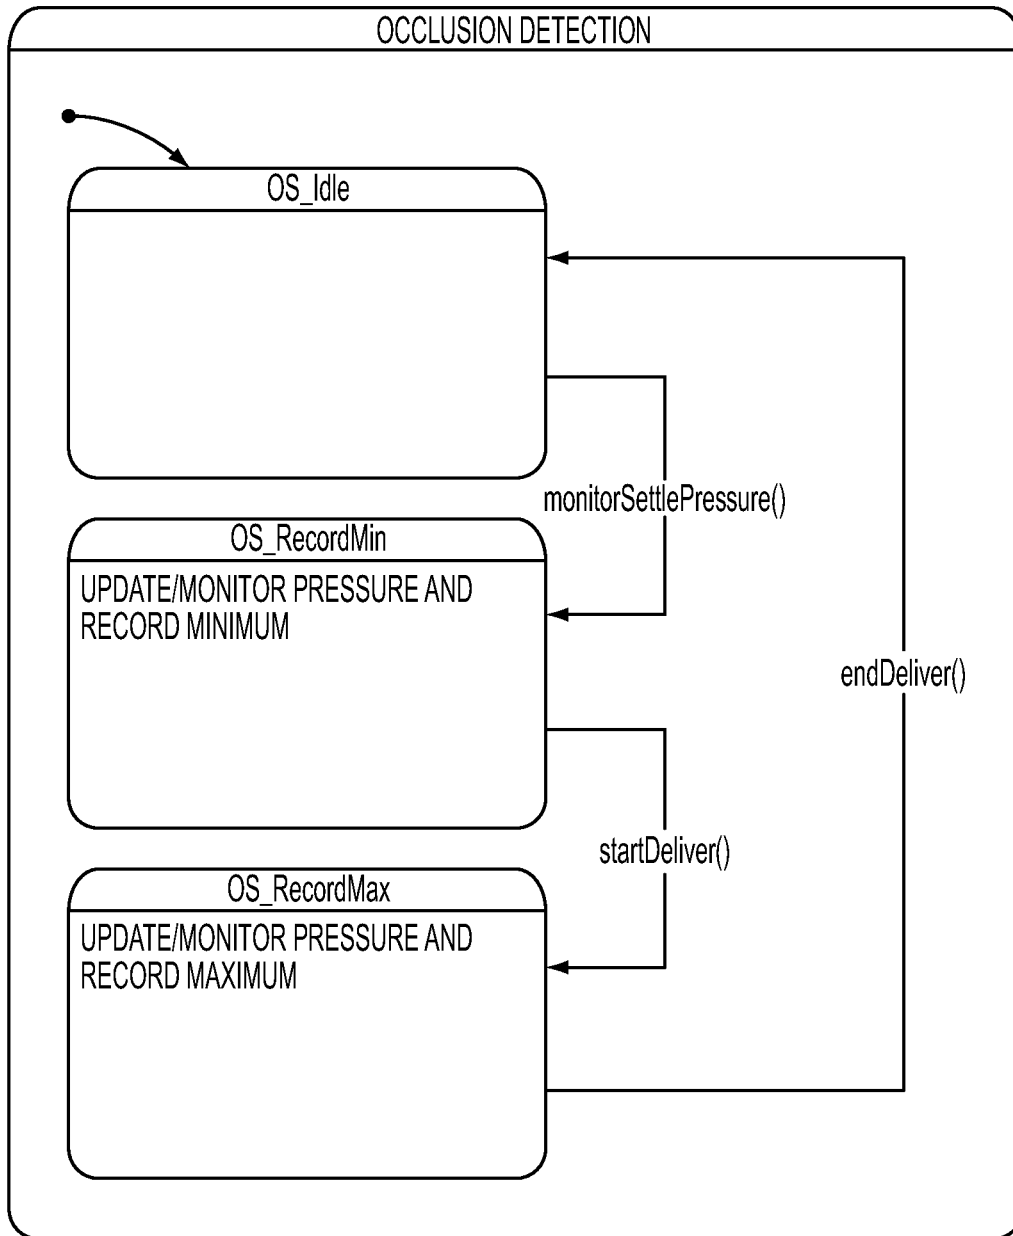 OCCLUSION DETECTION
OS_Idle
monitorSettlePressure()
OS_RecordMin
UPDATE/MONITOR PRESSURE AND
RECORD MINIMUM
endDeliver()
startDeliver()
OS_RecordMax
UPDATE/MONITOR PRESSURE AND
RECORD MAXIMUM